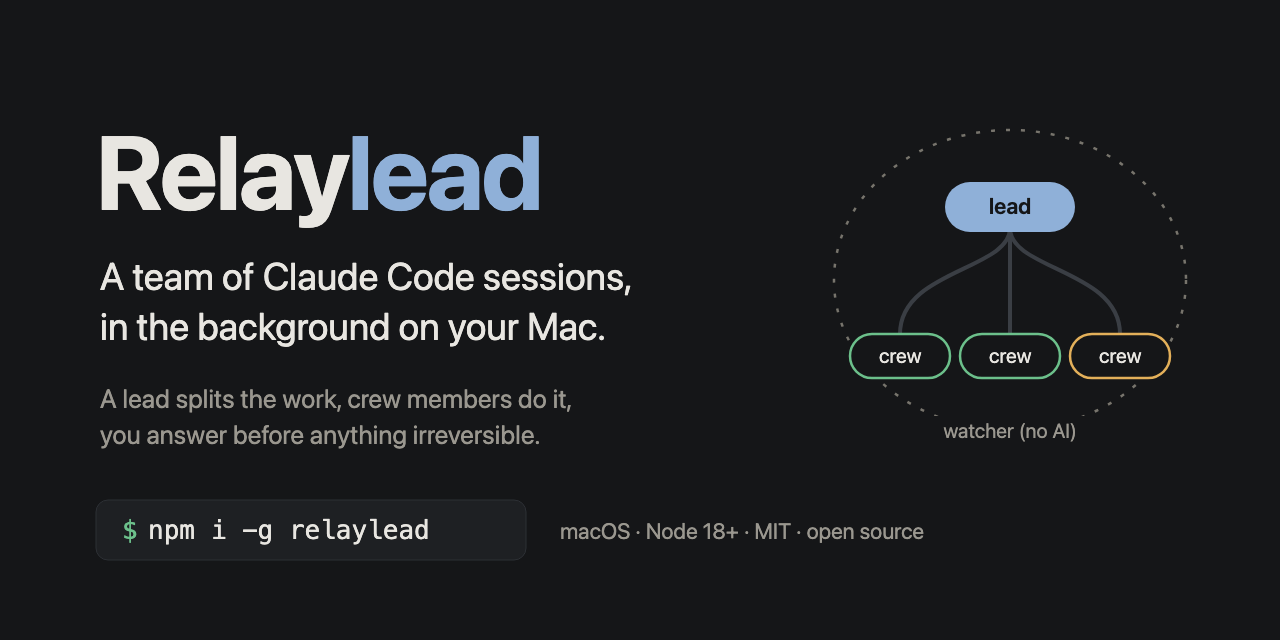 Relaylead
A team of Claude Code sessions,
in the background on your Mac.
A lead splits the work, crew members do it,
you answer before anything irreversible.
$ npm i -g relaylead
macOS · Node 18+ · MIT · open source
lead
crew
crew
crew
watcher (no AI)